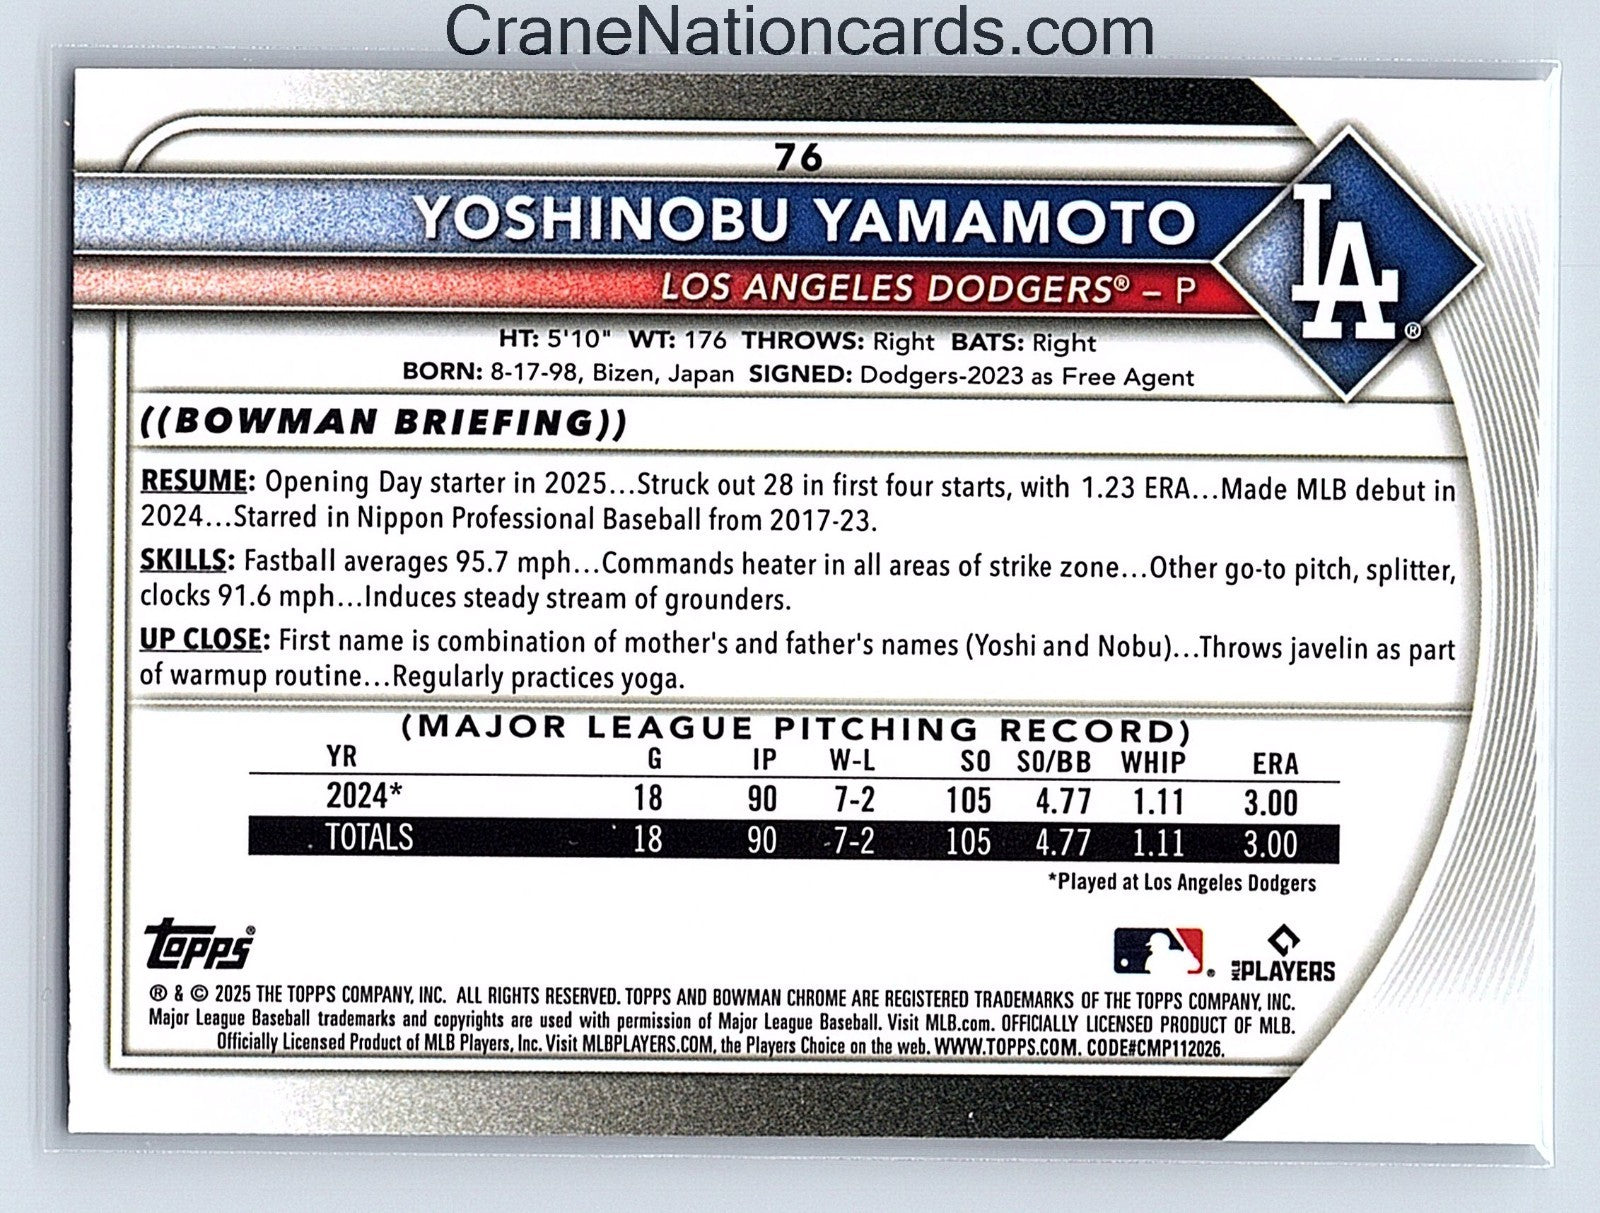 CraneNationcards.com
76
YOSHINOBU YAMAMOTO
LOS ANGELES DODGERS® – P
LA®
HT: 5'10" WT: 176 THROWS: Right BATS: Right
BORN: 8-17-98, Bizen, Japan SIGNED: Dodgers-2023 as Free Agent
((BOWMAN BRIEFING))
RESUME: Opening Day starter in 2025...Struck out 28 in first four starts, with 1.23 ERA...Made MLB debut in
2024...Starred in Nippon Professional Baseball from 2017-23.
SKILLS: Fastball averages 95.7 mph...Commands heater in all areas of strike zone...Other go-to pitch, splitter,
clocks 91.6 mph...Induces steady stream of grounders.
UP CLOSE: First name is combination of mother's and father's names (Yoshi and Nobu)...Throws javelin as part
of warmup routine...Regularly practices yoga.
(MAJOR LEAGUE PITCHING RECORD)
YR G IP W-L SO SO/BB WHIP ERA
2024* 18 90 7-2 105 4.77 1.11 3.00
TOTALS 18 90 7-2 105 4.77 1.11 3.00
*Played at Los Angeles Dodgers
topps®
MLB PLAYERS
® & © 2025 THE TOPPS COMPANY, INC. ALL RIGHTS RESERVED. TOPPS AND BOWMAN CHROME ARE REGISTERED TRADEMARKS OF THE TOPPS COMPANY, INC.
Major League Baseball trademarks and copyrights are used with permission of Major League Baseball. Visit MLB.com. OFFICIALLY LICENSED PRODUCT OF MLB.
Officially Licensed Product of MLB Players, Inc. Visit MLBPLAYERS.COM, the Players Choice on the web. WWW.TOPPS.COM. CODE#CMP112026.